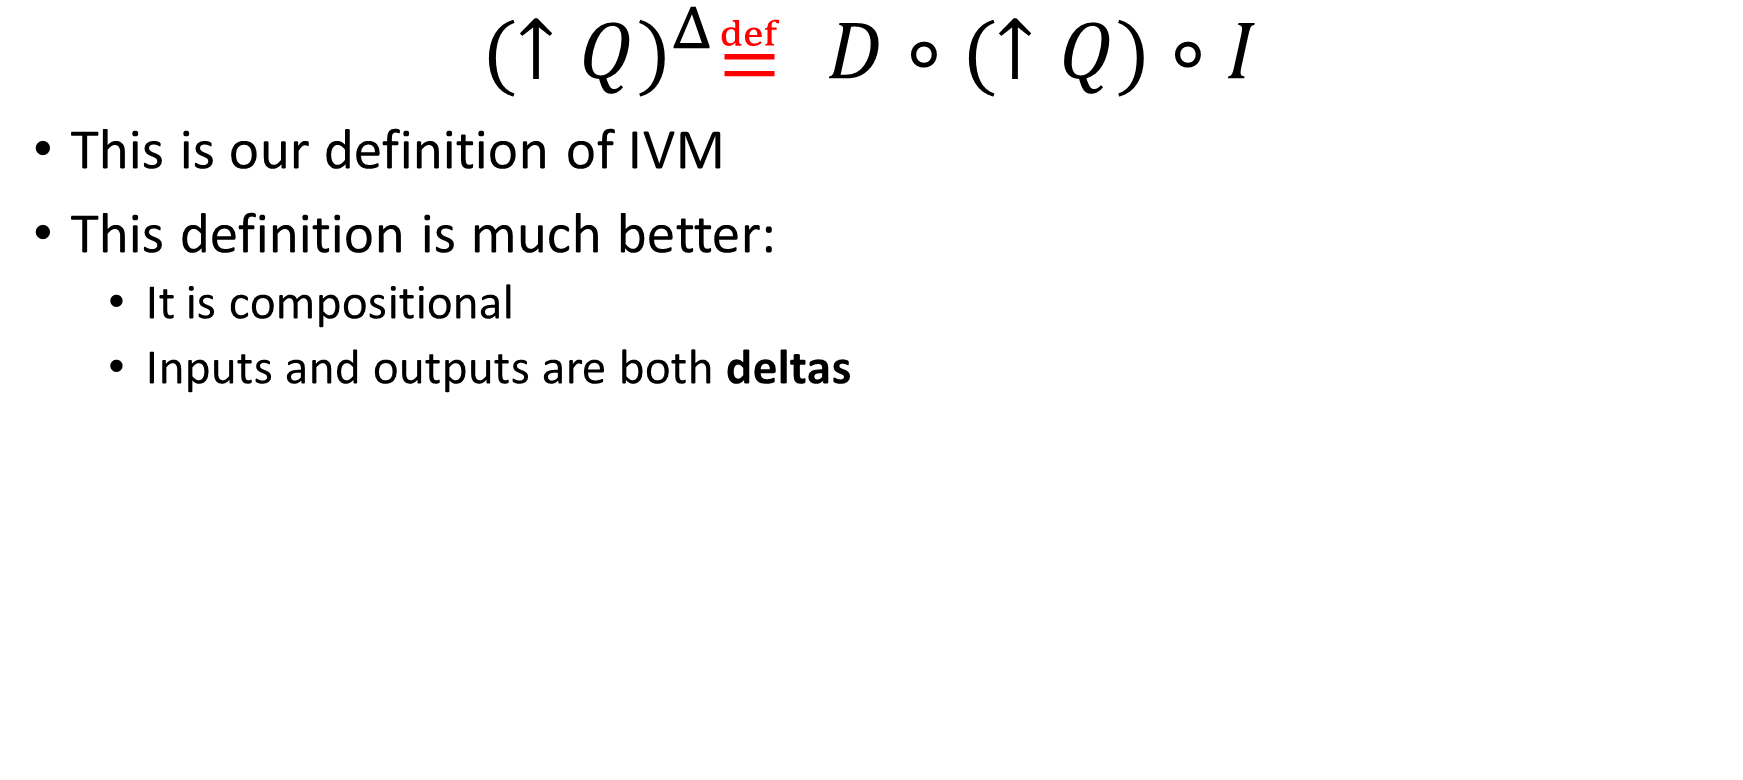 (↑ Q)^Δ ≝ D ∘ (↑ Q) ∘ I
• This is our definition of IVM
• This definition is much better:
• It is compositional
• Inputs and outputs are both deltas